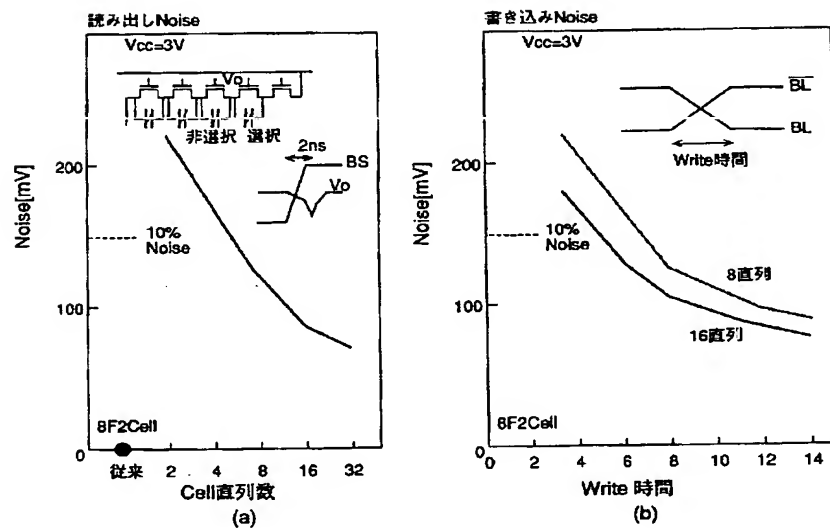 読み出しNoise
Vcc=3V
Vo
非選択 選択
2ns
BS
Vo
200
10%
Noise
100
0
Noise[mV]
8F2Cell
従来 2 4 8 16 32
Cell直列数
(a)
書き込みNoise
Vcc=3V
BL
BL
Write時間
200
10%
Noise
100
0
Noise[mV]
8直列
16直列
8F2Cell
0 2 4 6 8 10 12 14
Write 時間
(b)